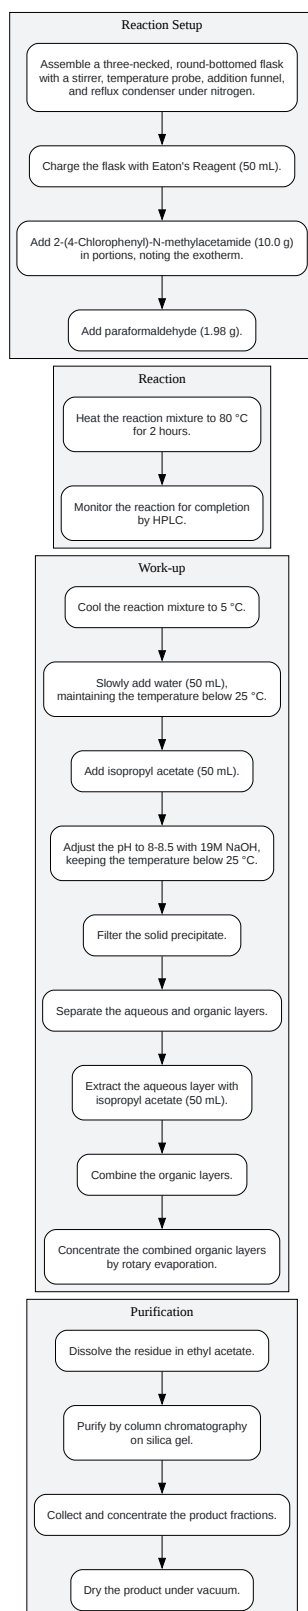 Reaction Setup
Assemble a three-necked, round-bottomed flask
with a stirrer, temperature probe, addition funnel,
and reflux condenser under nitrogen.
Charge the flask with Eaton's Reagent (50 mL).
Add 2-(4-Chlorophenyl)-N-methylacetamide (10.0 g)
in portions, noting the exotherm.
Add paraformaldehyde (1.98 g).
Reaction
Heat the reaction mixture to 80 °C
for 2 hours.
Monitor the reaction for completion
by HPLC.
Work-up
Cool the reaction mixture to 5 °C.
Slowly add water (50 mL),
maintaining the temperature below 25 °C.
Add isopropyl acetate (50 mL).
Adjust the pH to 8-8.5 with 19M NaOH,
keeping the temperature below 25 °C.
Filter the solid precipitate.
Separate the aqueous and organic layers.
Extract the aqueous layer with
isopropyl acetate (50 mL).
Combine the organic layers.
Concentrate the combined organic layers
by rotary evaporation.
Purification
Dissolve the residue in ethyl acetate.
Purify by column chromatography
on silica gel.
Collect and concentrate the product fractions.
Dry the product under vacuum.